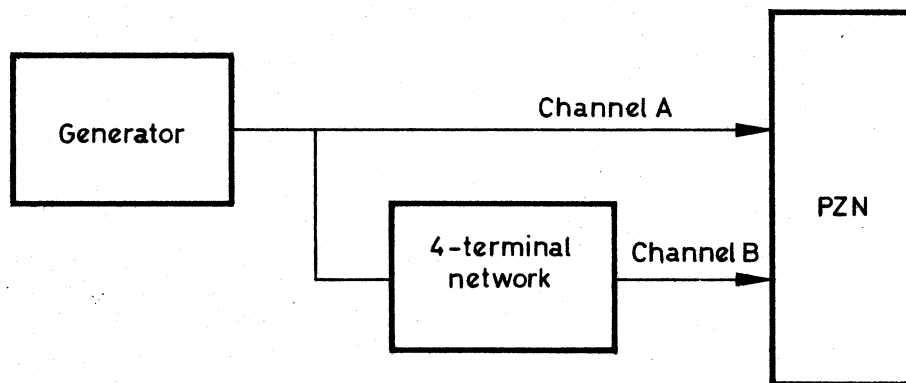 Generator
Channel A
PZN
4-terminal
network
Channel B